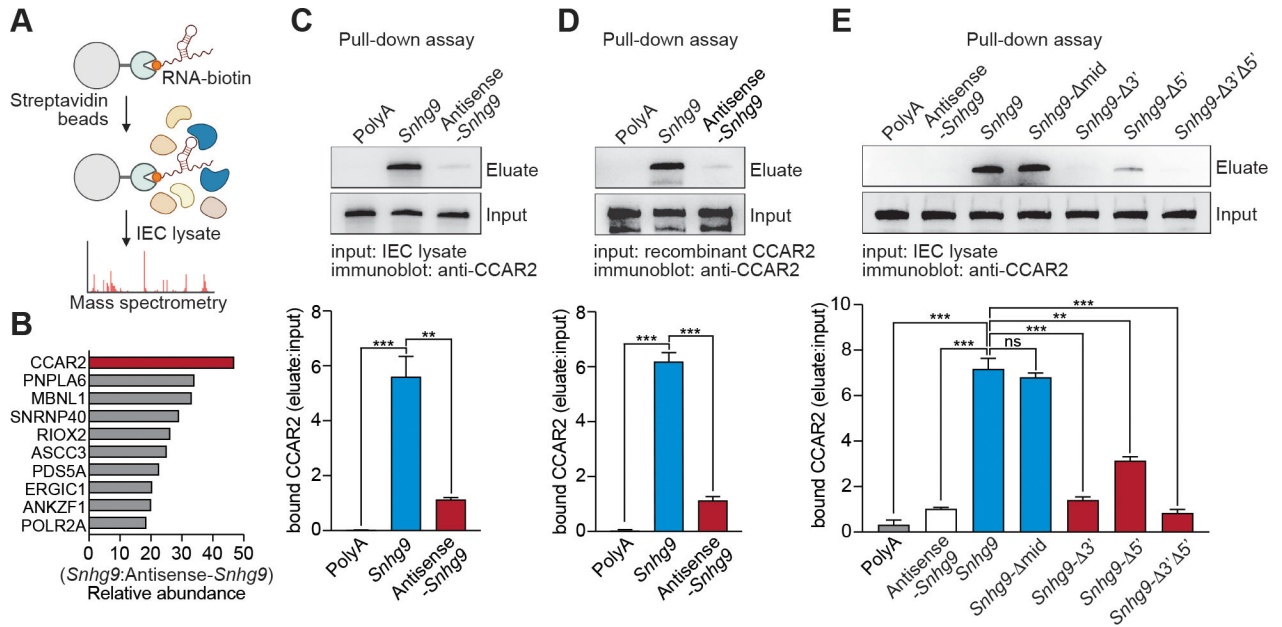 A
RNA-biotin
Streptavidin
beads
IEC lysate
Mass spectrometry
B
CCAR2
PNPLA6
MBNL1
SNRNP40
RIOX2
ASCC3
PDS5A
ERGIC1
ANKZF1
POLR2A
0 10 20 30 40 50
(Snhg9:Antisense-Snhg9)
Relative abundance
C
Pull-down assay
PolyA
Snhg9
Antisense
-Snhg9
Eluate
Input
input: IEC lysate
immunoblot: anti-CCAR2
bound CCAR2 (eluate:input)
8
6
4
2
0
***
**
PolyA
Snhg9
Antisense
-Snhg9
D
Pull-down assay
PolyA
Snhg9
Antisense
-Snhg9
Eluate
Input
input: recombinant CCAR2
immunoblot: anti-CCAR2
bound CCAR2 (eluate:input)
8
6
4
2
0
***
***
PolyA
Snhg9
Antisense
-Snhg9
E
Pull-down assay
PolyA
Antisense
-Snhg9
Snhg9
Snhg9-Δmid
Snhg9-Δ3'
Snhg9-Δ5'
Snhg9-Δ3'Δ5'
Eluate
Input
input: IEC lysate
immunoblot: anti-CCAR2
bound CCAR2 (eluate:input)
10
8
6
4
2
0
***
**
***
***
***
ns
PolyA
Antisense
-Snhg9
Snhg9
Snhg9-Δmid
Snhg9-Δ3'
Snhg9-Δ5'
Snhg9-Δ3'Δ5'